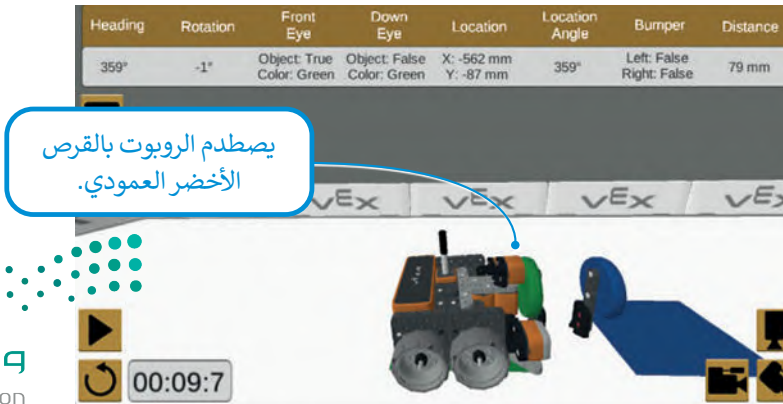 Heading Rotation Front Eye Down Eye Location Location Angle Bumper Distance
359° -1° Object: True Color: Green Object: False Color: Green X: -562 mm Y: -87 mm 359° Left: False Right: False 79 mm
يصطدم الروبوت بالقرص
الأخضر العمودي.
vex vex vex vex
00:09:7